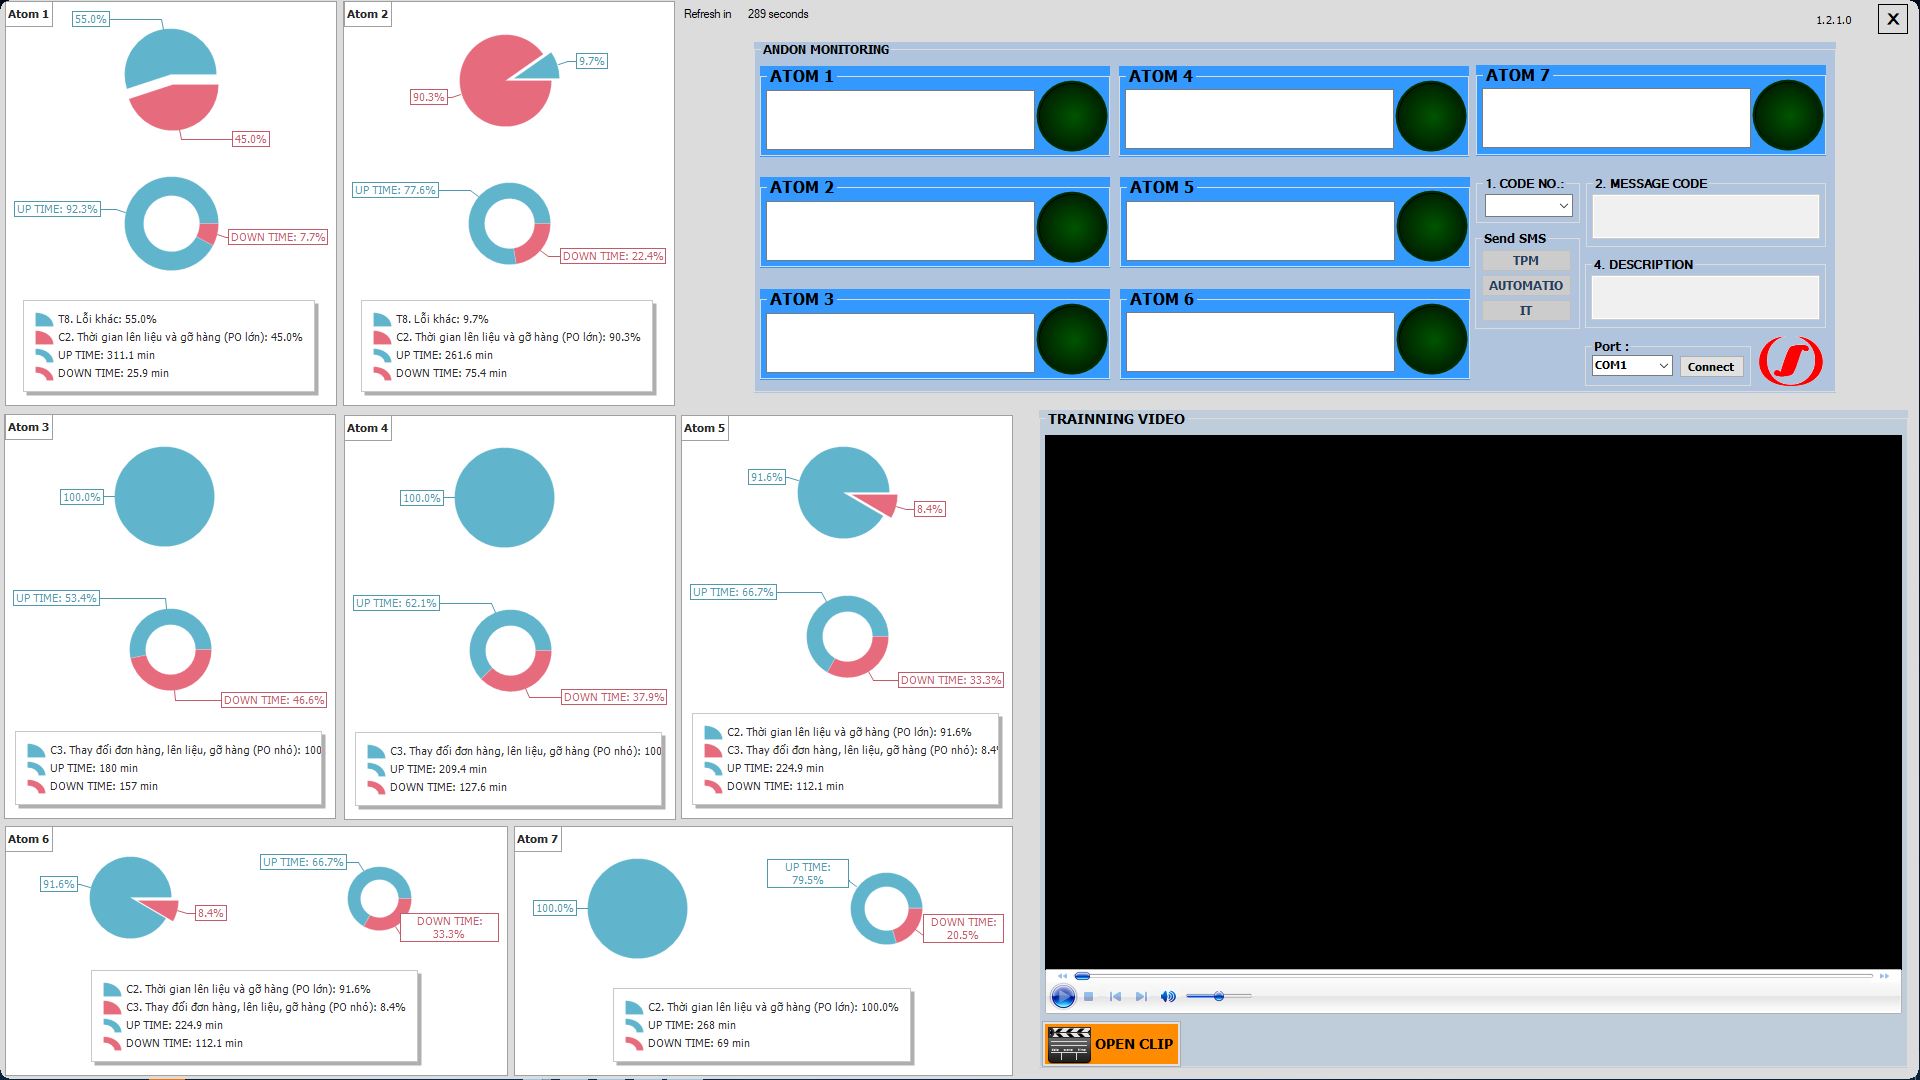 Atom 1
55.0%
45.0%
UP TIME: 92.3%
DOWN TIME: 7.7%
T8. Lỗi khác: 55.0%
C2. Thời gian lên liệu và gỡ hàng (PO lớn): 45.0%
UP TIME: 311.1 min
DOWN TIME: 25.9 min
Atom 2
9.7%
90.3%
UP TIME: 77.6%
DOWN TIME: 22.4%
T8. Lỗi khác: 9.7%
C2. Thời gian lên liệu và gỡ hàng (PO lớn): 90.3%
UP TIME: 261.6 min
DOWN TIME: 75.4 min
Refresh in 289 seconds
1.2.1.0
X
ANDON MONITORING
ATOM 1
ATOM 4
ATOM 7
ATOM 2
ATOM 5
ATOM 3
ATOM 6
1. CODE NO.:
2. MESSAGE CODE
Send SMS
TPM
AUTOMATIO
IT
4. DESCRIPTION
Port :
COM1
Connect
Atom 3
100.0%
UP TIME: 53.4%
DOWN TIME: 46.6%
C3. Thay đổi đơn hàng, lên liệu, gỡ hàng (PO nhỏ): 100
UP TIME: 180 min
DOWN TIME: 157 min
Atom 4
100.0%
UP TIME: 62.1%
DOWN TIME: 37.9%
C3. Thay đổi đơn hàng, lên liệu, gỡ hàng (PO nhỏ): 100
UP TIME: 209.4 min
DOWN TIME: 127.6 min
Atom 5
91.6%
8.4%
UP TIME: 66.7%
DOWN TIME: 33.3%
C2. Thời gian lên liệu và gỡ hàng (PO lớn): 91.6%
C3. Thay đổi đơn hàng, lên liệu, gỡ hàng (PO nhỏ): 8.4
UP TIME: 224.9 min
DOWN TIME: 112.1 min
TRAINNING VIDEO
OPEN CLIP
Atom 6
91.6%
8.4%
UP TIME: 66.7%
DOWN TIME:
33.3%
C2. Thời gian lên liệu và gỡ hàng (PO lớn): 91.6%
C3. Thay đổi đơn hàng, lên liệu, gỡ hàng (PO nhỏ): 8.4%
UP TIME: 224.9 min
DOWN TIME: 112.1 min
Atom 7
100.0%
UP TIME:
79.5%
DOWN TIME:
20.5%
C2. Thời gian lên liệu và gỡ hàng (PO lớn): 100.0%
UP TIME: 268 min
DOWN TIME: 69 min